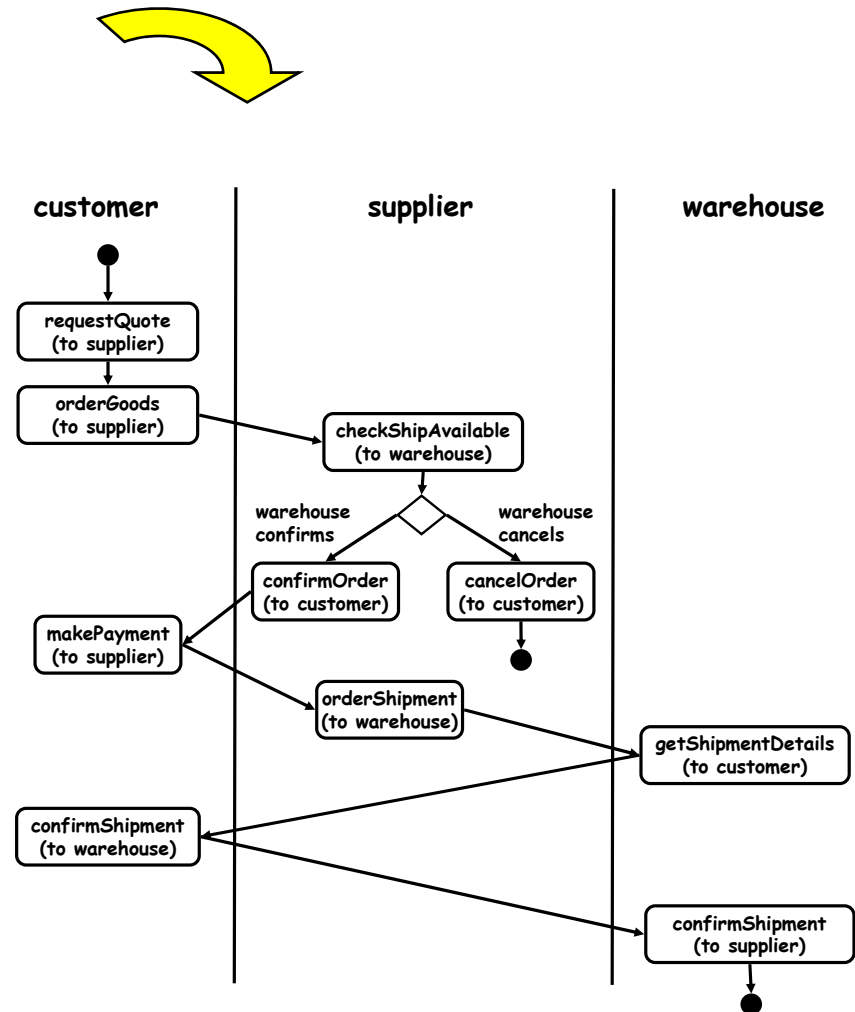 customer
supplier
warehouse
requestQuote
(to supplier)
orderGoods
(to supplier)
checkShipAvailable
(to warehouse)
warehouse
confirms
warehouse
cancels
confirmOrder
(to customer)
cancelOrder
(to customer)
makePayment
(to supplier)
orderShipment
(to warehouse)
getShipmentDetails
(to customer)
confirmShipment
(to warehouse)
confirmShipment
(to supplier)